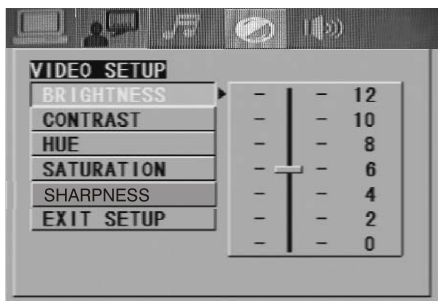 VIDEO SETUP
BRIGHTNESS
CONTRAST
HUE
SATURATION
SHARPNESS
EXIT SETUP
12
10
8
6
4
2
0